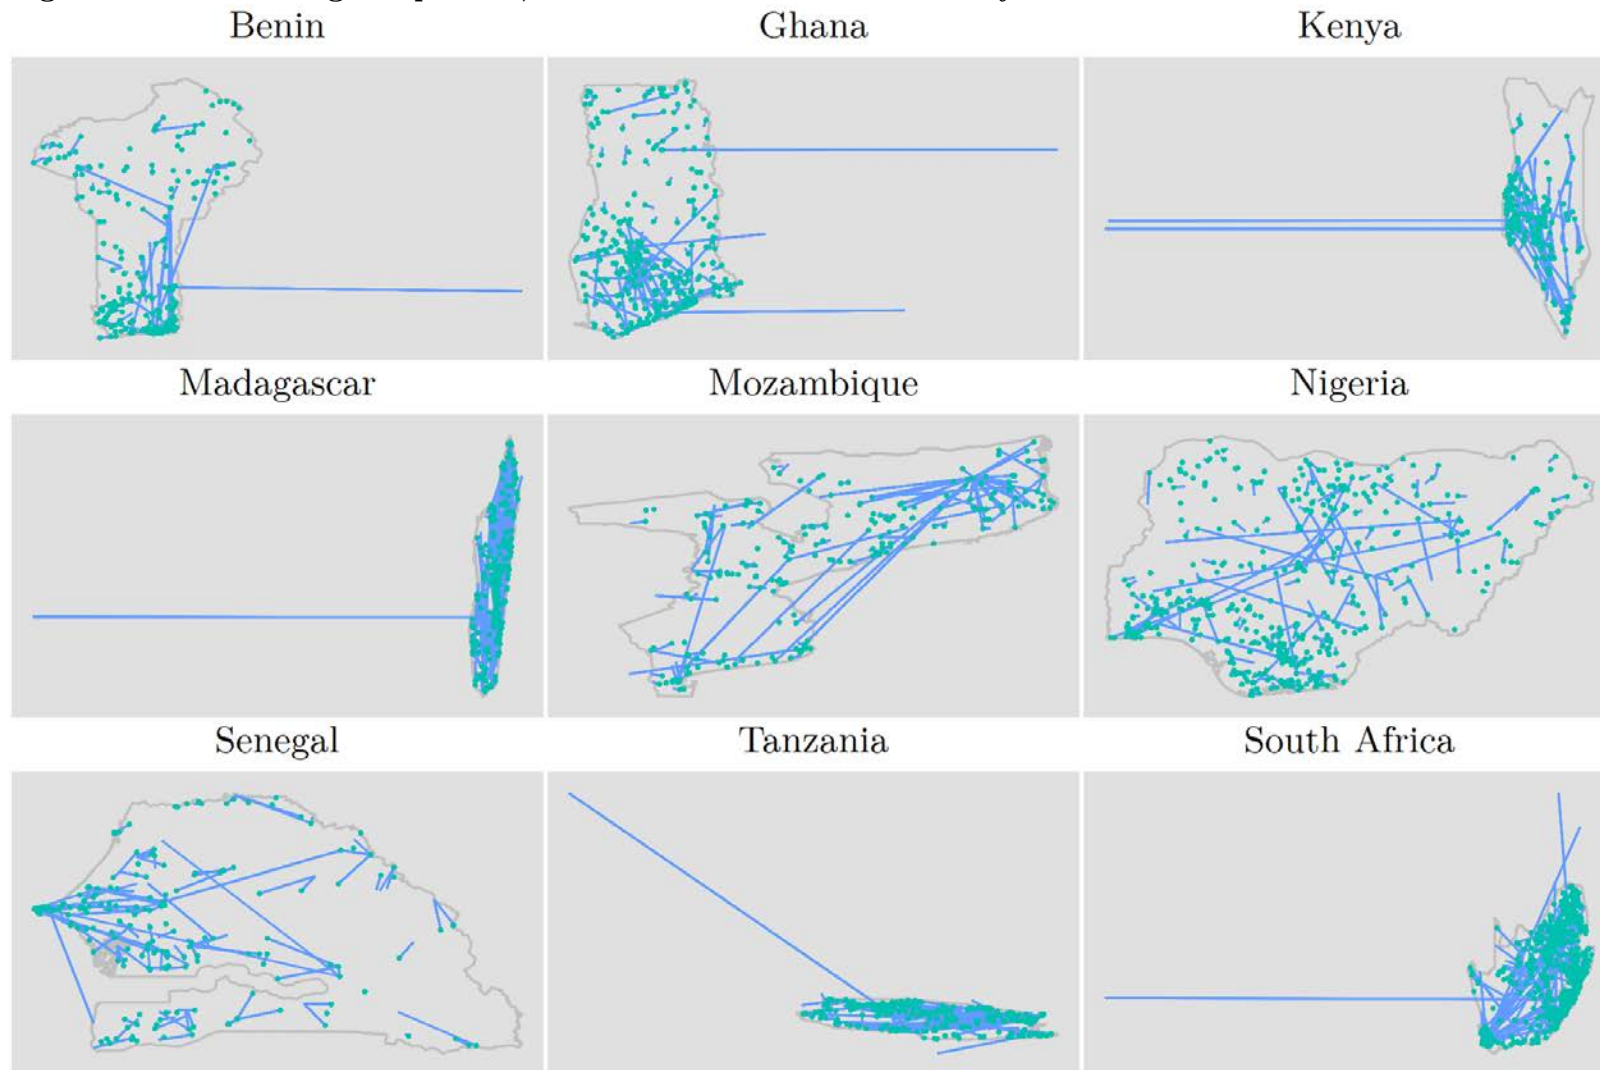 Benin Ghana Kenya
Madagascar Mozambique Nigeria
Senegal Tanzania South Africa